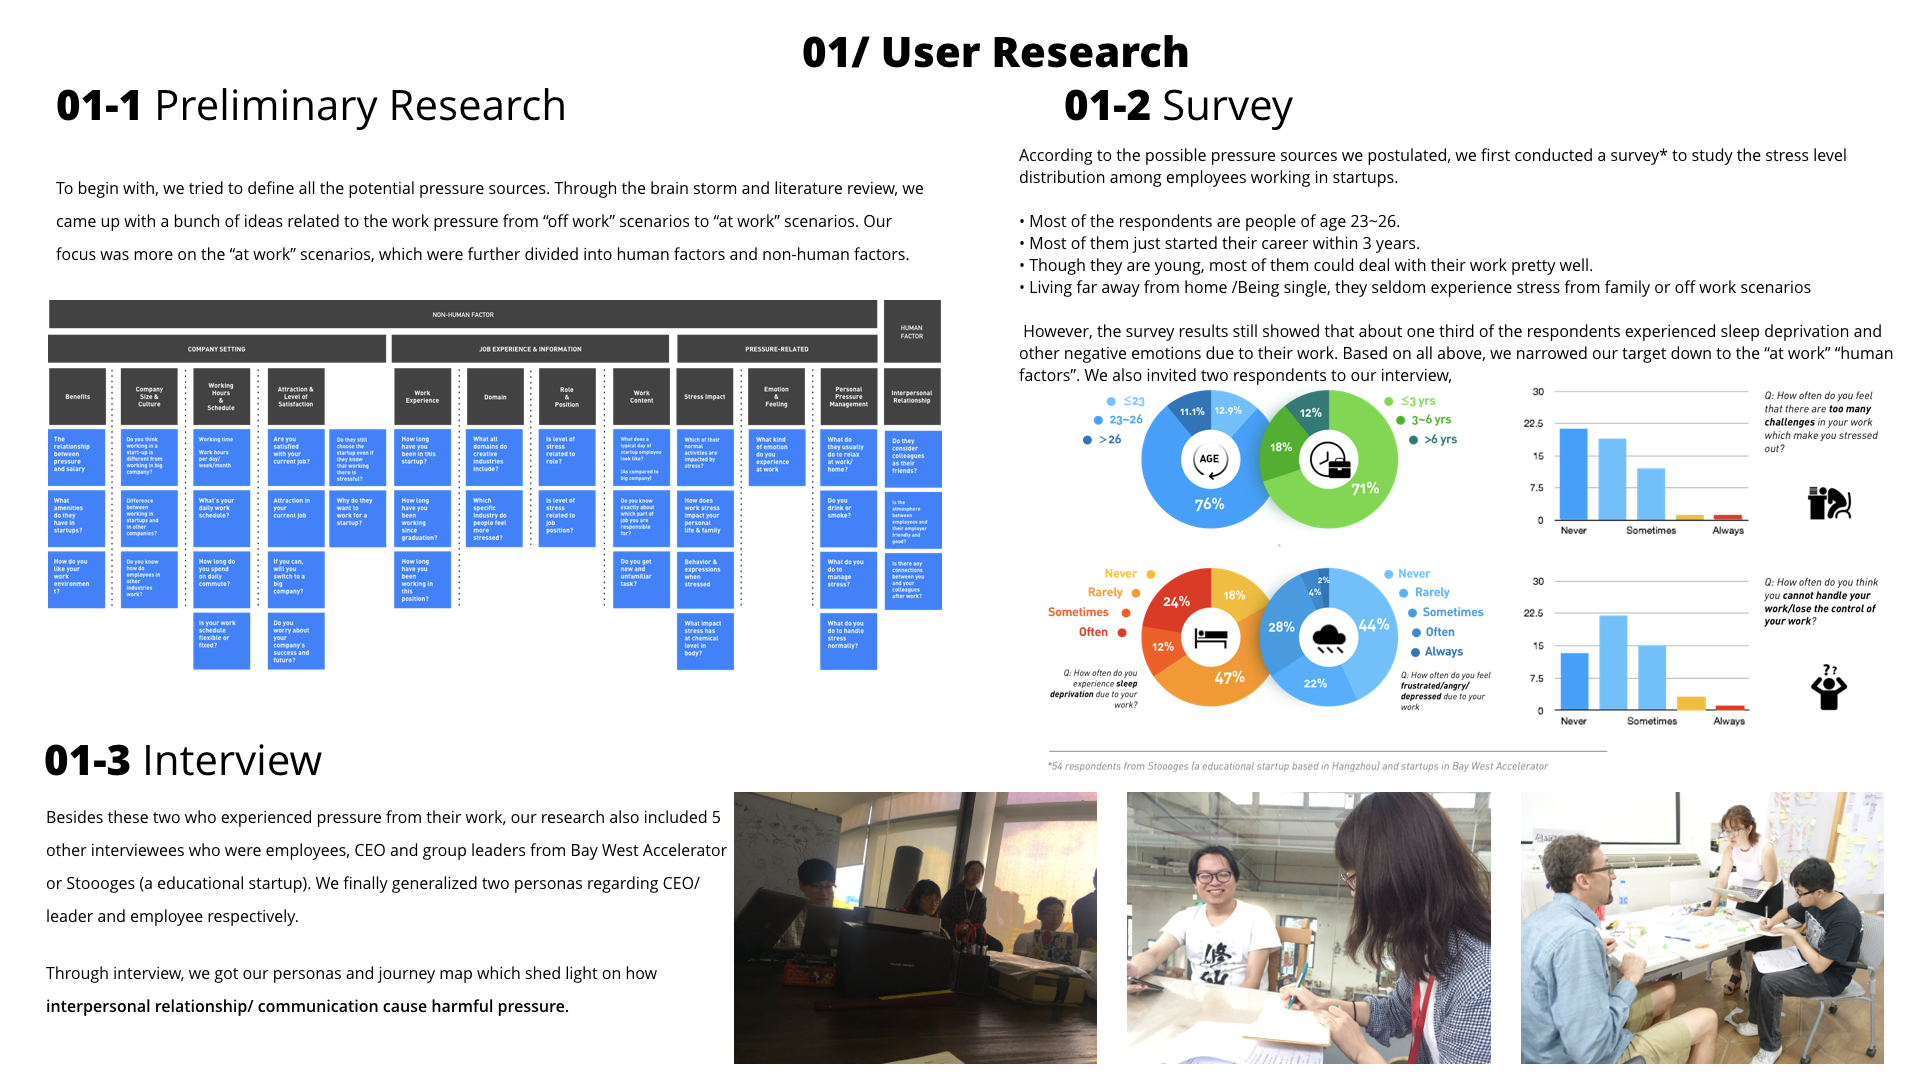 01/ User Research
01-1 Preliminary Research
To begin with, we tried to define all the potential pressure sources. Through the brain storm and literature review, we
came up with a bunch of ideas related to the work pressure from “off work” scenarios to “at work” scenarios. Our
focus was more on the “at work” scenarios, which were further divided into human factors and non-human factors.
NON-HUMAN FACTOR
HUMAN
FACTOR
COMPANY SETTING
JOB EXPERIENCE & INFORMATION
PRESSURE-RELATED
Benefits
Company
Size &
Culture
Working
Hours
&
Schedule
Attraction &
Level of
Satisfaction
Work
Experience
Domain
Role
&
Position
Work
Content
Stress Impact
Emotion
&
Feeling
Personal
Pressure
Management
Interpersonal
Relationship
The
relationship
between
pressure
and salary
Do you think
working in a
start-up is
different from
working in big
company?
Working time
Work hours
per day/
week/month
Are you
satisfied
with your
current job?
Do they still
choose the
startup even if
they know
that working
there is
stressful?
How long
have you
been in this
startup?
What all
domains do
creative
industries
include?
Is level of
stress
related to
role?
What does a
typical day of
startup employee
look like?
(As compared to
big company)
Which of their
normal
activities are
impacted by
stress?
What kind
of emotion
do you
experience
at work
What do
they usually
do to relax
at work/
home?
Do they
consider
colleagues
as their
friends?
What
amenities
do they
have in
startups?
Difference
between
working in
startups and
in other
companies?
What's your
daily work
schedule?
Attraction in
your
current job
Why do they
want to
work for a
startup?
How long
have you
been
working
since
graduation?
Which
specific
industry do
people feel
more
stressed?
Is level of
stress
related to
job
position?
Do you know
exactly about
which part of
job you are
responsible
for?
How does
work stress
impact your
personal
life & family
Do you
drink or
smoke?
Is the
atmosphere
between
employees and
their employer
friendly and
good?
How do you
like your
work
environmen
t?
Do you know
how do
employees in
other
industries
work?
How long do
you spend
on daily
commute?
If you can,
will you
switch to a
big
company?
How long
have you
been
working in
this
position?
Do you get
new and
unfamiliar
task?
Behavior &
expressions
when
stressed
What do you
do to
manage
stress?
Is there any
connections
between you
and your
colleagues
after work?
Is your work
schedule
flexible or
fixed?
Do you
worry about
your
company's
success and
future?
What impact
stress has
at chemical
level in
body?
What do you
do to handle
stress
normally?
01-2 Survey
According to the possible pressure sources we postulated, we first conducted a survey* to study the stress level
distribution among employees working in startups.
• Most of the respondents are people of age 23~26.
• Most of them just started their career within 3 years.
• Though they are young, most of them could deal with their work pretty well.
• Living far away from home /Being single, they seldom experience stress from family or off work scenarios
However, the survey results still showed that about one third of the respondents experienced sleep deprivation and
other negative emotions due to their work. Based on all above, we narrowed our target down to the “at work” “human
factors”. We also invited two respondents to our interview,
≤23
23~26
>26
11.1%
12.9%
AGE
76%
12%
18%
71%
≤3 yrs
3~6 yrs
>6 yrs
30
22.5
15
7.5
0
Never
Sometimes
Always
Q: How often do you feel
that there are too many
challenges in your work
which make you stressed
out?
Never
Rarely
Sometimes
Often
24%
18%
12%
47%
Q: How often do you
experience sleep
deprivation due to your
work?
2%
4%
28%
44%
22%
Never
Rarely
Sometimes
Often
Always
Q: How often do you feel
frustrated/angry/
depressed due to your
work
30
22.5
15
7.5
0
Never
Sometimes
Always
Q: How often do you think
you cannot handle your
work/lose the control of
your work?
??
*54 respondents from Stoooges (a educational startup based in Hangzhou) and startups in Bay West Accelerator
01-3 Interview
Besides these two who experienced pressure from their work, our research also included 5
other interviewees who were employees, CEO and group leaders from Bay West Accelerator
or Stoooges (a educational startup). We finally generalized two personas regarding CEO/
leader and employee respectively.
Through interview, we got our personas and journey map which shed light on how
interpersonal relationship/ communication cause harmful pressure.